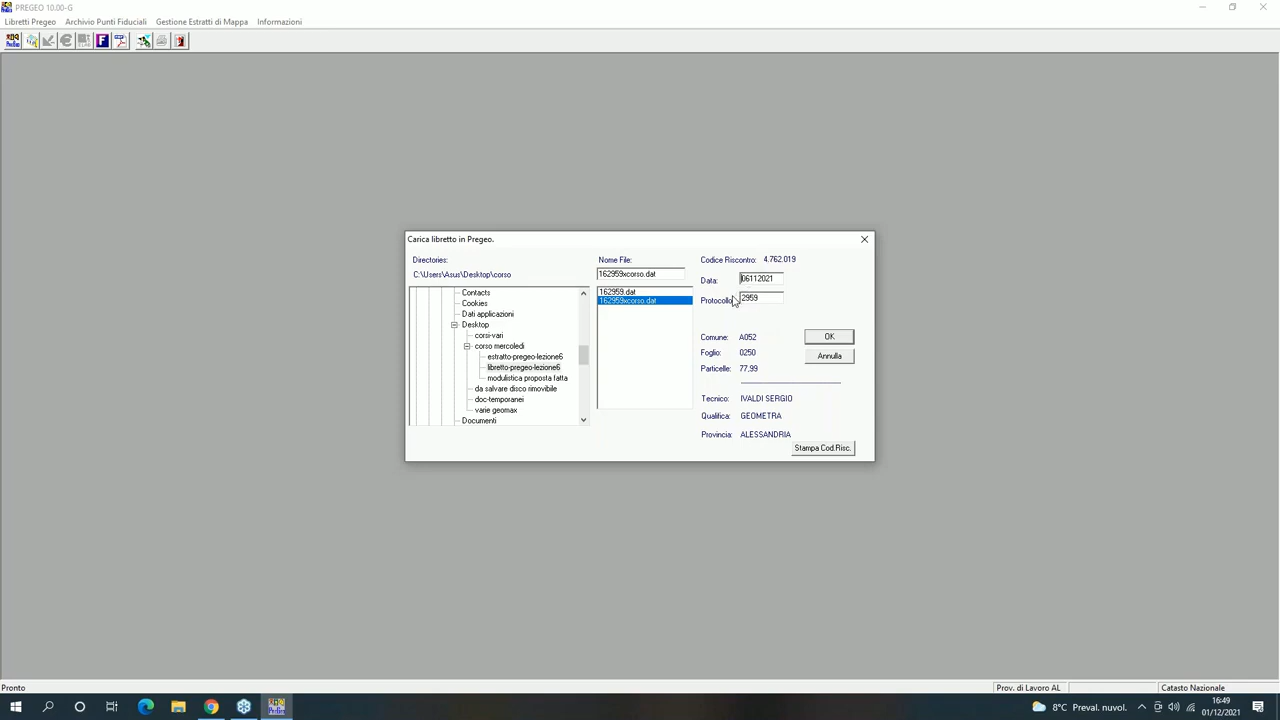 PREGEO 10.00-G
Libretti Pregeo Archivio Punti Fiduciali Gestione Estratti di Mappa Informazioni
Carica libretto in Pregeo.
Directories:
C:\Users\Asus\Desktop\corso
Contacts
Cookies
Dati applicazioni
Desktop
corsi-vari
corso mercoledi
estratto-pregeo-lezione6
libretto-pregeo-lezione6
modulistica proposta fatta
da salvare disco rimovibile
doc-temporanei
varie geomax
Documenti
Nome File:
162959xcorso.dat
162959.dat
162959xcorso.dat
Codice Riscontro: 4.762.019
Data: 06112021
Protocollo 2959
Comune: A052
Foglio: 0250
Particelle: 77,99
Tecnico: IVALDI SERGIO
Qualifica: GEOMETRA
Provincia: ALESSANDRIA
OK
Annulla
Stampa Cod.Risc.
Pronto
Prov. di Lavoro AL
Catasto Nazionale
8°C Preval. nuvol.
16:49
01/12/2021